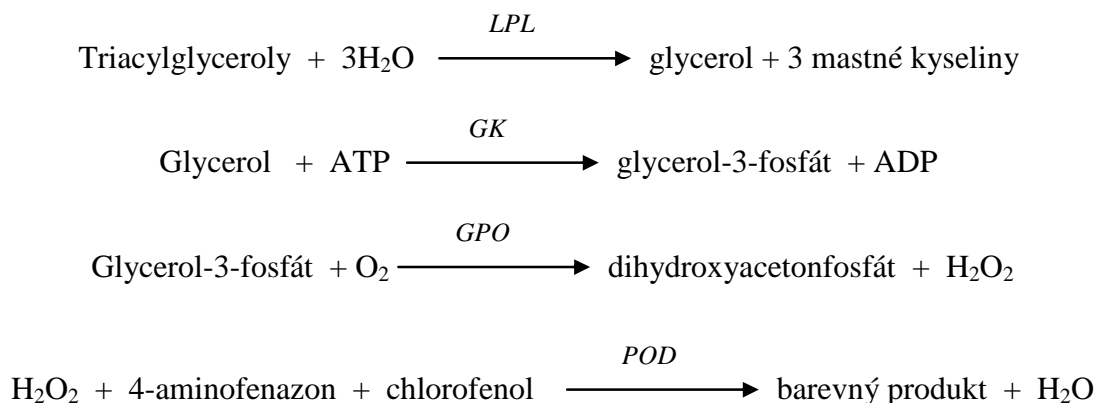 LPL
Triacylglyceroly + 3H₂O glycerol + 3 mastné kyseliny
GK
Glycerol + ATP glycerol-3-fosfát + ADP
GPO
Glycerol-3-fosfát + O₂ dihydroxyacetonfosfát + H₂O₂
POD
H₂O₂ + 4-aminofenazon + chlorofenol barevný produkt + H₂O